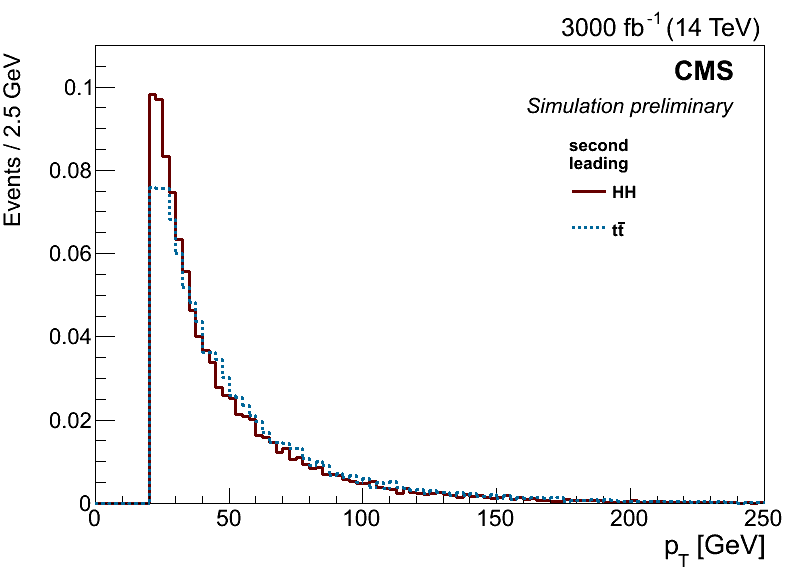 3000 fb⁻¹ (14 TeV)
CMS
Simulation preliminary
second
leading
HH
tt̄
Events / 2.5 GeV
0.1
0.08
0.06
0.04
0.02
0
0 50 100 150 200 250
p_T [GeV]